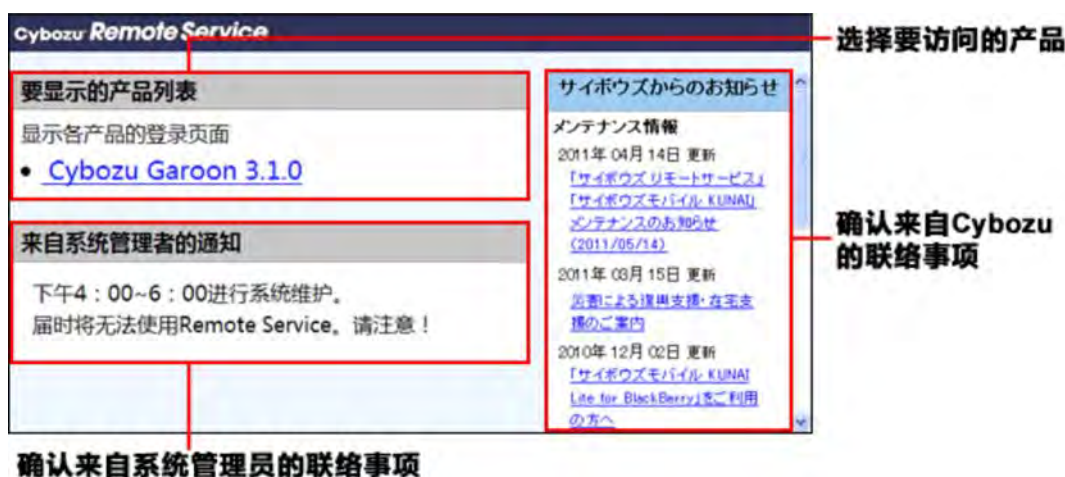 Cybozu Remote Service
选择要访问的产品
要显示的产品列表
显示各产品的登录页面
• Cybozu Garoon 3.1.0
来自系统管理者的通知
下午4：00~6：00进行系统维护。
届时将无法使用Remote Service。请注意！
サイボウズからのお知らせ
メンテナンス情報
2011年 04月 14日 更新
「サイボウズ リモートサービス」
「サイボウズモバイル KUNAI」
メンテナンスのお知らせ
(2011/05/14)
2011年 03月 15日 更新
災害による復興支援・在宅支
援のご案内
2010年 12月 02日 更新
「サイボウズモバイル KUNAI
Lite for BlackBerry」をご利用
の方へ
确认来自Cybozu
的联络事项
确认来自系统管理员的联络事项